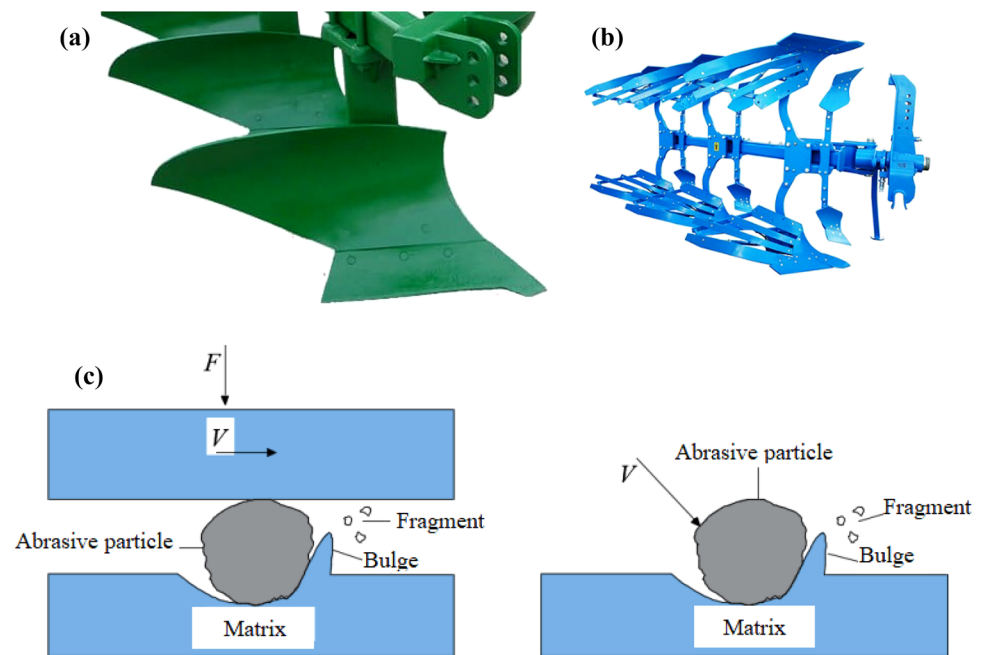 (a)
(b)
(c)
F
V
Abrasive particle
Fragment
Bulge
Matrix
V
Abrasive particle
Fragment
Bulge
Matrix